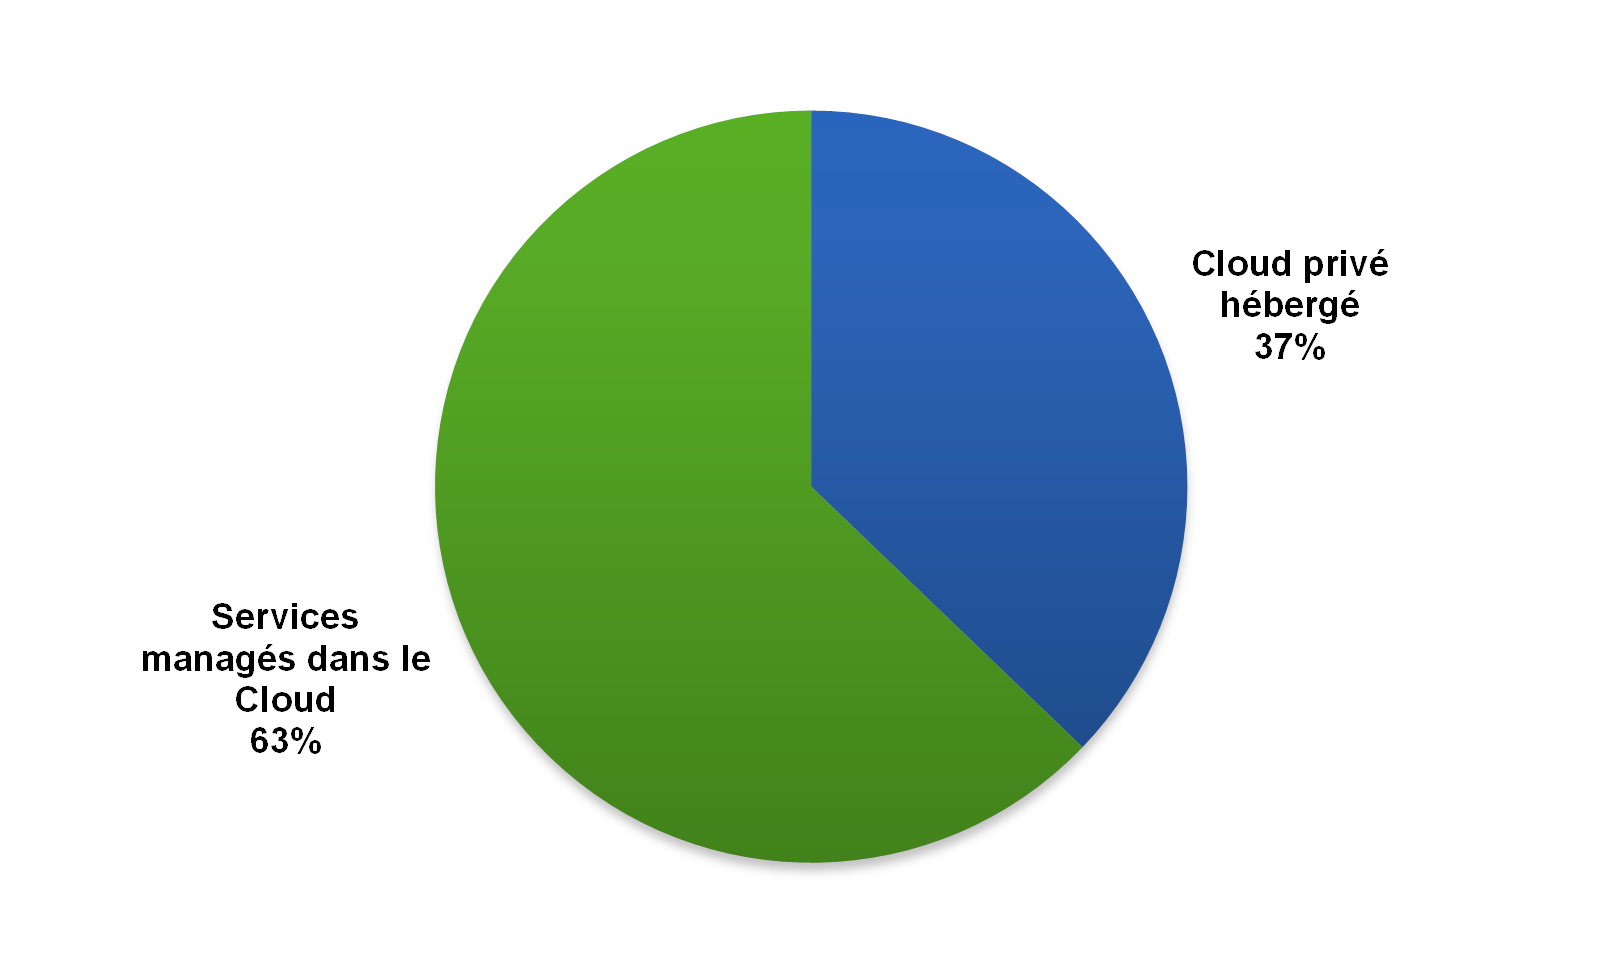 Cloud privé
hébergé
37%
Services
managés dans le
Cloud
63%